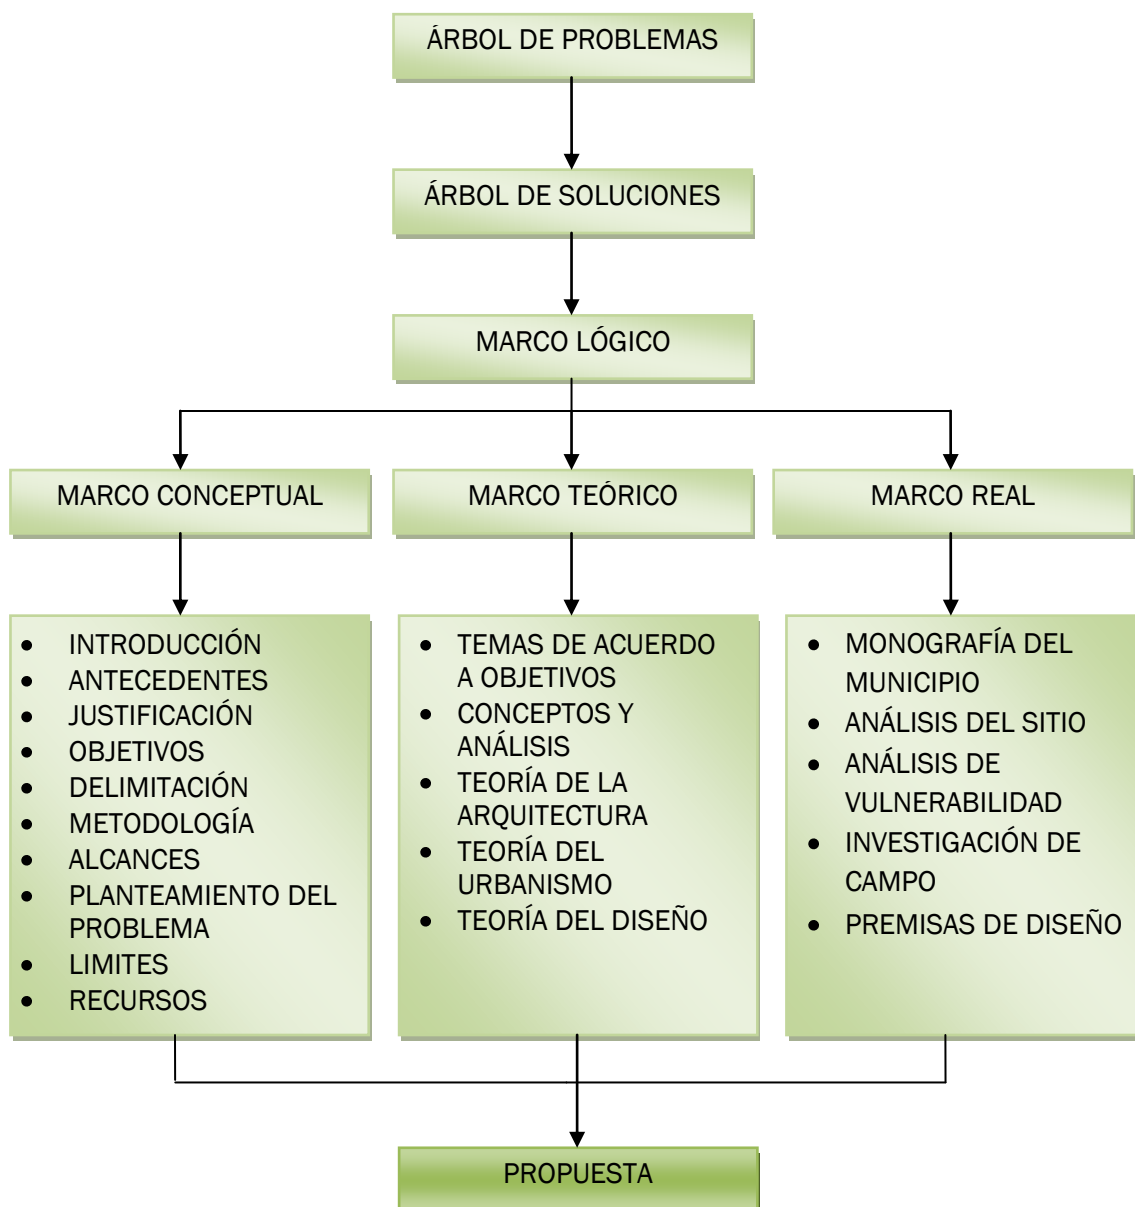 ÁRBOL DE PROBLEMAS
ÁRBOL DE SOLUCIONES
MARCO LÓGICO
MARCO CONCEPTUAL
MARCO TEÓRICO
MARCO REAL
• INTRODUCCIÓN
• ANTECEDENTES
• JUSTIFICACIÓN
• OBJETIVOS
• DELIMITACIÓN
• METODOLOGÍA
• ALCANCES
• PLANTEAMIENTO DEL
PROBLEMA
• LIMITES
• RECURSOS
• TEMAS DE ACUERDO
A OBJETIVOS
• CONCEPTOS Y
ANÁLISIS
• TEORÍA DE LA
ARQUITECTURA
• TEORÍA DEL
URBANISMO
• TEORÍA DEL DISEÑO
• MONOGRAFÍA DEL
MUNICIPIO
• ANÁLISIS DEL SITIO
• ANÁLISIS DE
VULNERABILIDAD
• INVESTIGACIÓN DE
CAMPO
• PREMISAS DE DISEÑO
PROPUESTA